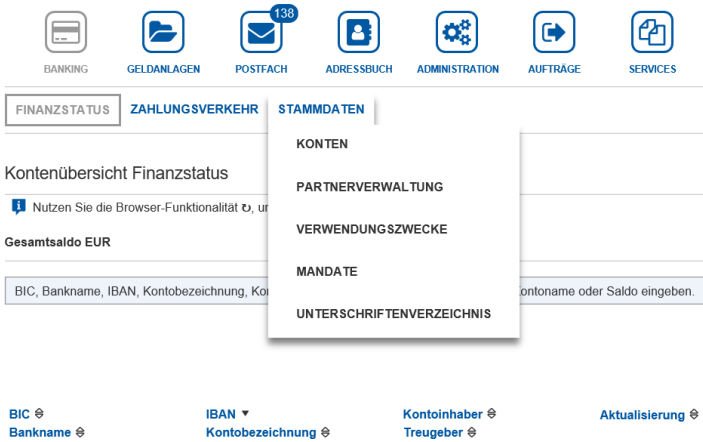 138
BANKING GELDANLAGEN POSTFACH ADRESSBUCH ADMINISTRATION AUFTRÄGE SERVICES
FINANZSTATUS ZAHLUNGSVERKEHR STAMMDATEN
KONTEN
PARTNERVERWALTUNG
VERWENDUNGSZWECKE
MANDATE
UNTERSCHRIFTENVERZEICHNIS
Kontenübersicht Finanzstatus
Nutzen Sie die Browser-Funktionalität ↻,
Gesamtsaldo EUR
BIC, Bankname, IBAN, Kontobezeichnung, oder Saldo eingeben.
BIC IBAN Kontoinhaber Aktualisierung
Bankname Kontobezeichnung Treugeber